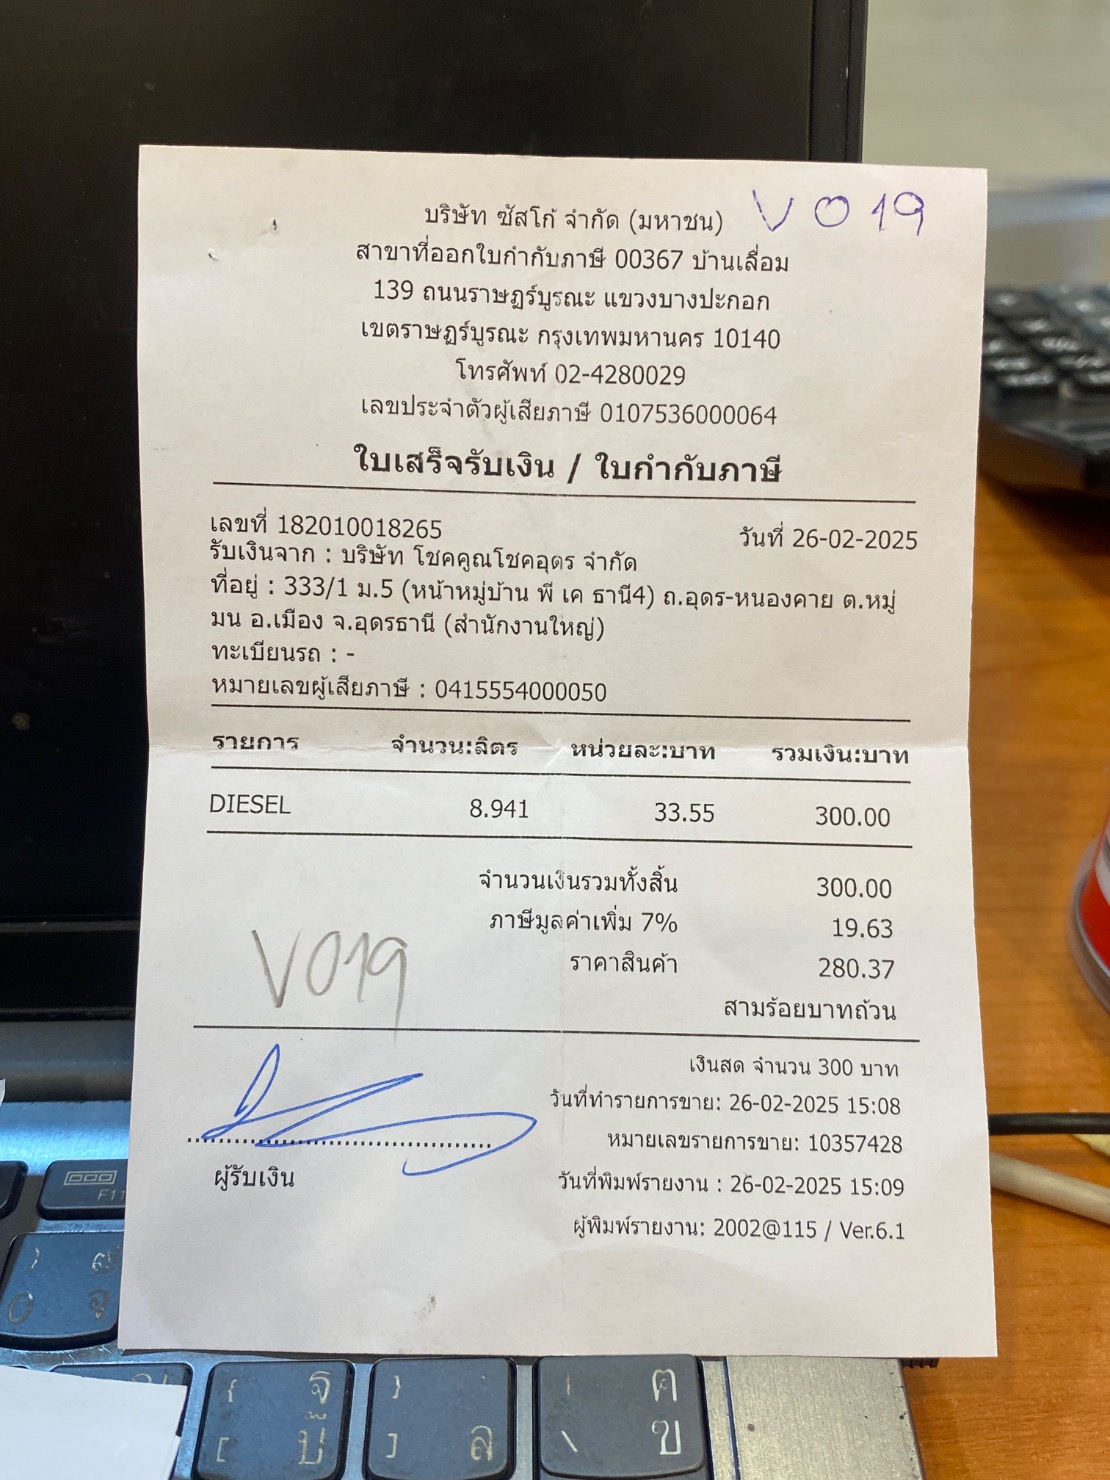 บริษัท ซัสโก้ จำกัด (มหาชน) V019
สาขาที่ออกใบกำกับภาษี 00367 บ้านเลื่อม
139 ถนนราษฎร์บูรณะ แขวงบางปะกอก
เขตราษฎร์บูรณะ กรุงเทพมหานคร 10140
โทรศัพท์ 02-4280029
เลขประจำตัวผู้เสียภาษี 0107536000064
ใบเสร็จรับเงิน / ใบกำกับภาษี
เลขที่ 182010018265 วันที่ 26-02-2025
รับเงินจาก : บริษัท โชคคูณโชคอุดร จำกัด
ที่อยู่ : 333/1 ม.5 (หน้าหมู่บ้าน พี เค ธานี4) ถ.อุดร-หนองคาย ต.หมู่
มน อ.เมือง จ.อุดรธานี (สำนักงานใหญ่)
ทะเบียนรถ : -
หมายเลขผู้เสียภาษี : 0415554000050
รายการ จำนวน:ลิตร หน่วยละ:บาท รวมเงิน:บาท
DIESEL 8.941 33.55 300.00
จำนวนเงินรวมทั้งสิ้น 300.00
ภาษีมูลค่าเพิ่ม 7% 19.63
V019 ราคาสินค้า 280.37
สามร้อยบาทถ้วน
เงินสด จำนวน 300 บาท
วันที่ทำรายการขาย: 26-02-2025 15:08
หมายเลขรายการขาย: 10357428
ผู้รับเงิน วันที่พิมพ์รายงาน : 26-02-2025 15:09
ผู้พิมพ์รายงาน: 2002@115 / Ver.6.1
F11
ฐ
ล
ฅ
ฃ